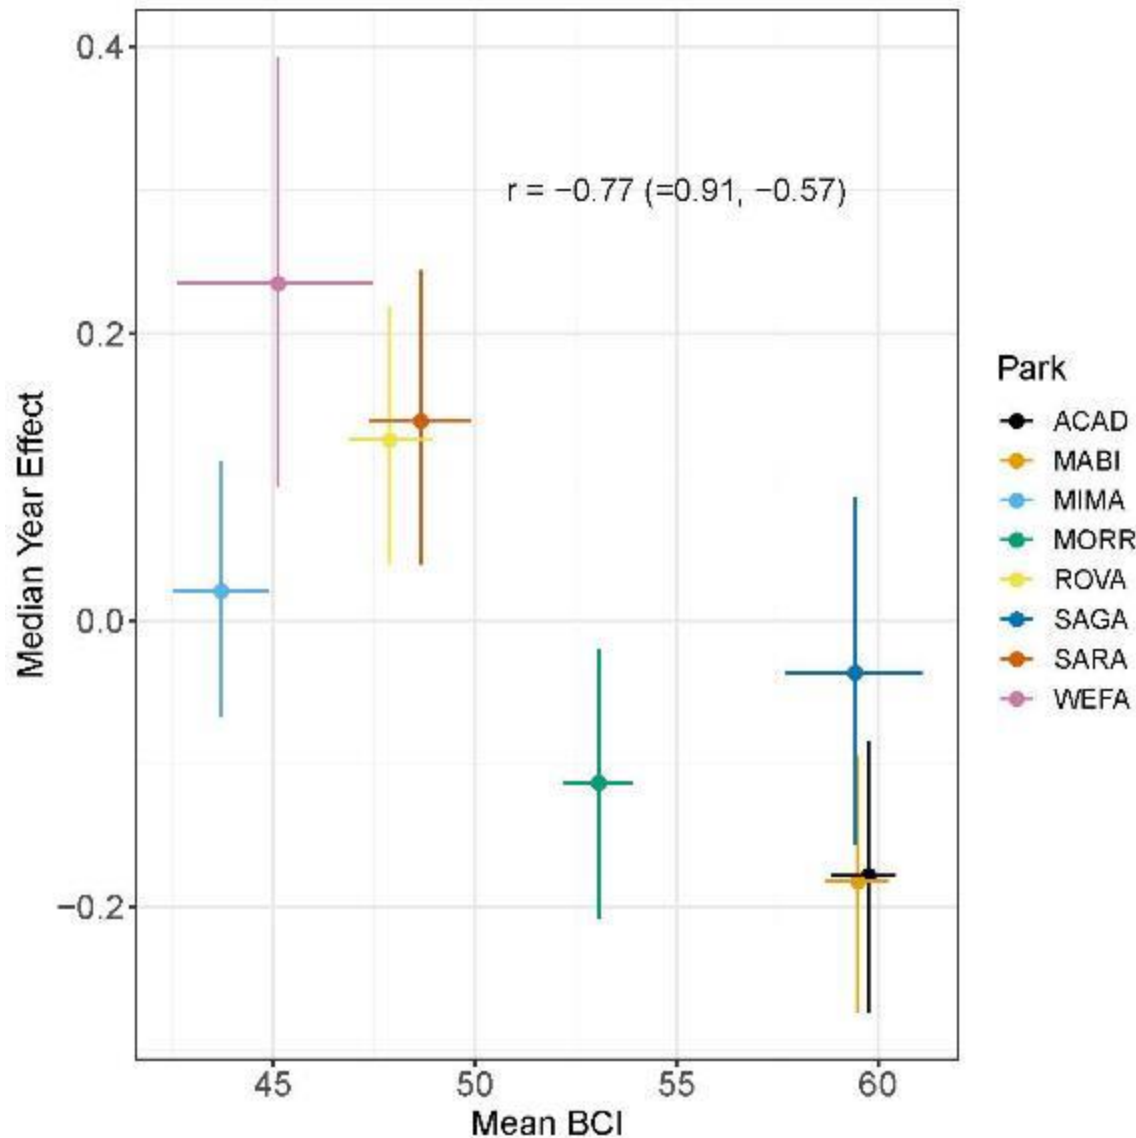 0.4
r = −0.77 (=0.91, −0.57)
0.2
0.0
−0.2
Median Year Effect
45 50 55 60
Mean BCI
Park
ACAD
MABI
MIMA
MORR
ROVA
SAGA
SARA
WEFA